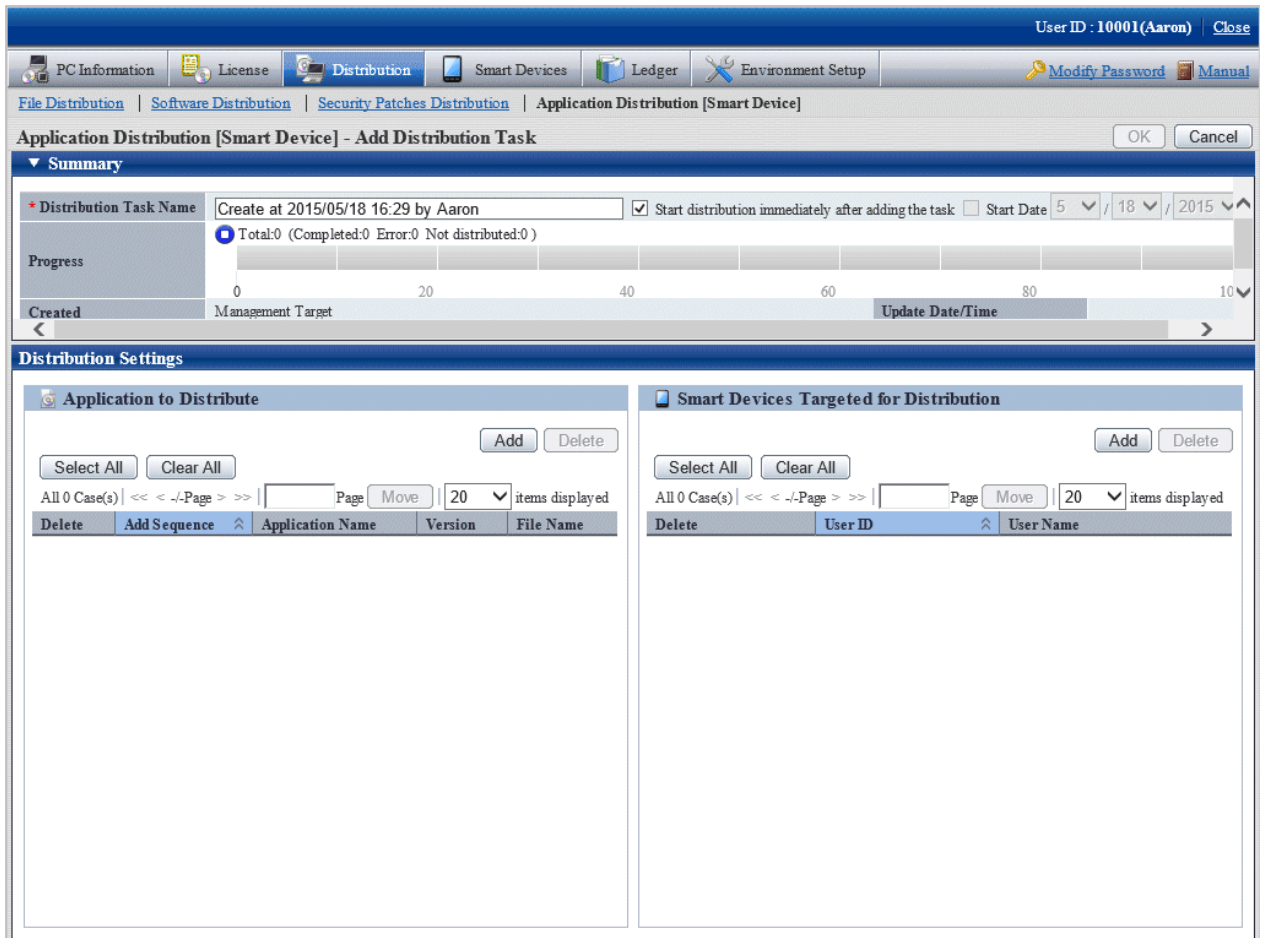 User ID : 10001(Aaron) Close
PC Information License Distribution Smart Devices Ledger Environment Setup Modify Password Manual
File Distribution | Software Distribution | Security Patches Distribution | Application Distribution [Smart Device]
Application Distribution [Smart Device] - Add Distribution Task OK Cancel
▼ Summary
* Distribution Task Name Create at 2015/05/18 16:29 by Aaron Start distribution immediately after adding the task Start Date 5 / 18 / 2015
Total:0 (Completed:0 Error:0 Not distributed:0 )
Progress
0 20 40 60 80 10
Created Management Target Update Date/Time
Distribution Settings
Application to Distribute
Add Delete
Select All Clear All
All 0 Case(s) | << < -/-Page > >> | Page Move | 20 items displayed
Delete Add Sequence Application Name Version File Name
Smart Devices Targeted for Distribution
Add Delete
Select All Clear All
All 0 Case(s) | << < -/-Page > >> | Page Move | 20 items displayed
Delete User ID User Name